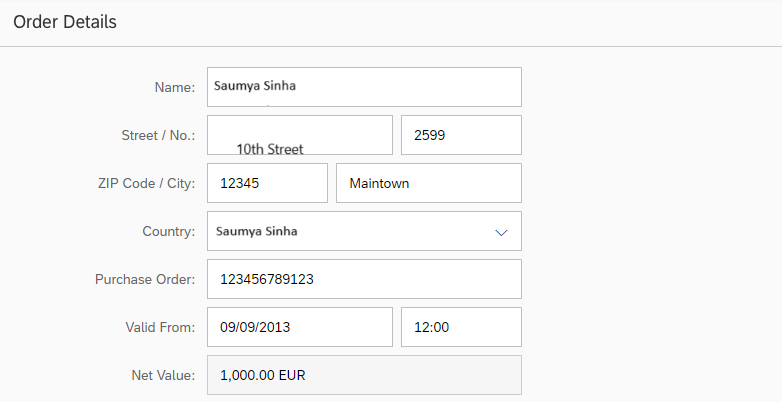 Order Details
Name: Saumya Sinha
Street / No.: 10th Street 2599
ZIP Code / City: 12345 Maintown
Country: Saumya Sinha
Purchase Order: 123456789123
Valid From: 09/09/2013 12:00
Net Value: 1,000.00 EUR